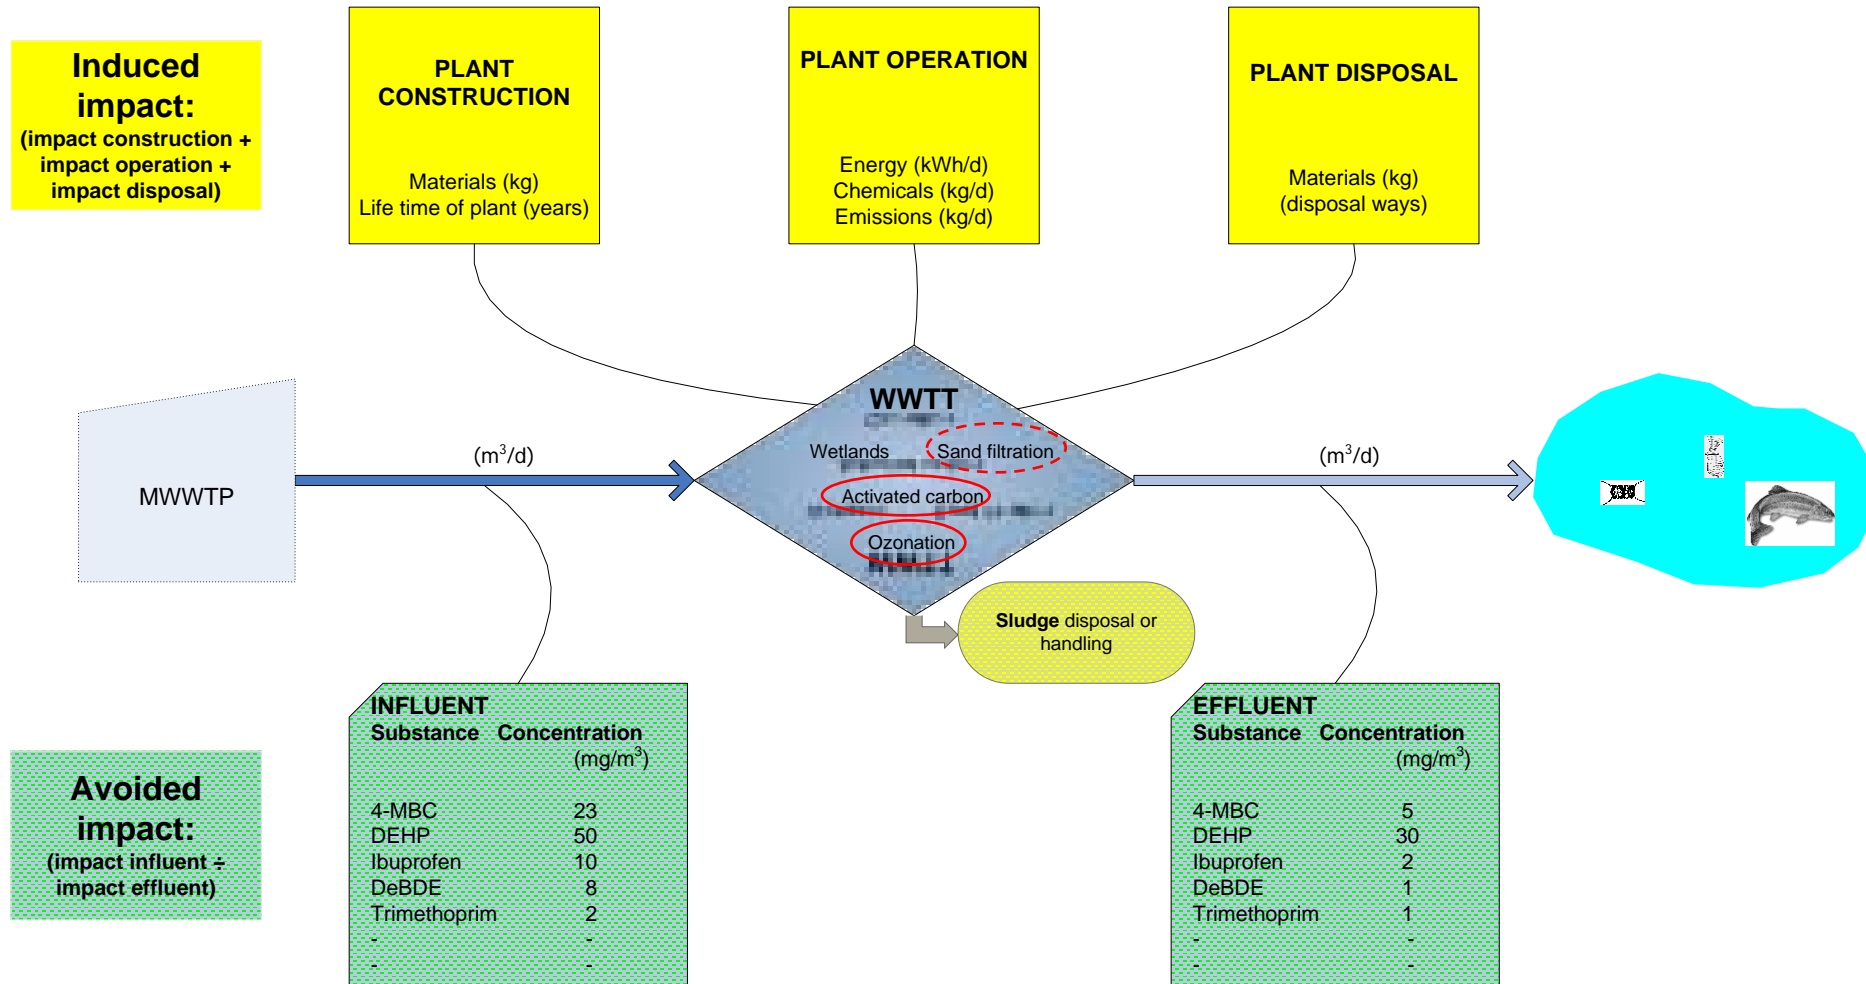 Induced
impact:
(impact construction +
impact operation +
impact disposal)
PLANT
CONSTRUCTION
Materials (kg)
Life time of plant (years)
PLANT OPERATION
Energy (kWh/d)
Chemicals (kg/d)
Emissions (kg/d)
PLANT DISPOSAL
Materials (kg)
(disposal ways)
MWWTP
(m³/d)
WWTT
Wetlands
Sand filtration
Activated carbon
Ozonation
(m³/d)
Sludge disposal or
handling
Avoided
impact:
(impact influent ÷
impact effluent)
INFLUENT
Substance Concentration
(mg/m³)
4-MBC 23
DEHP 50
Ibuprofen 10
DeBDE 8
Trimethoprim 2
- -
- -
EFFLUENT
Substance Concentration
(mg/m³)
4-MBC 5
DEHP 30
Ibuprofen 2
DeBDE 1
Trimethoprim 1
- -
- -